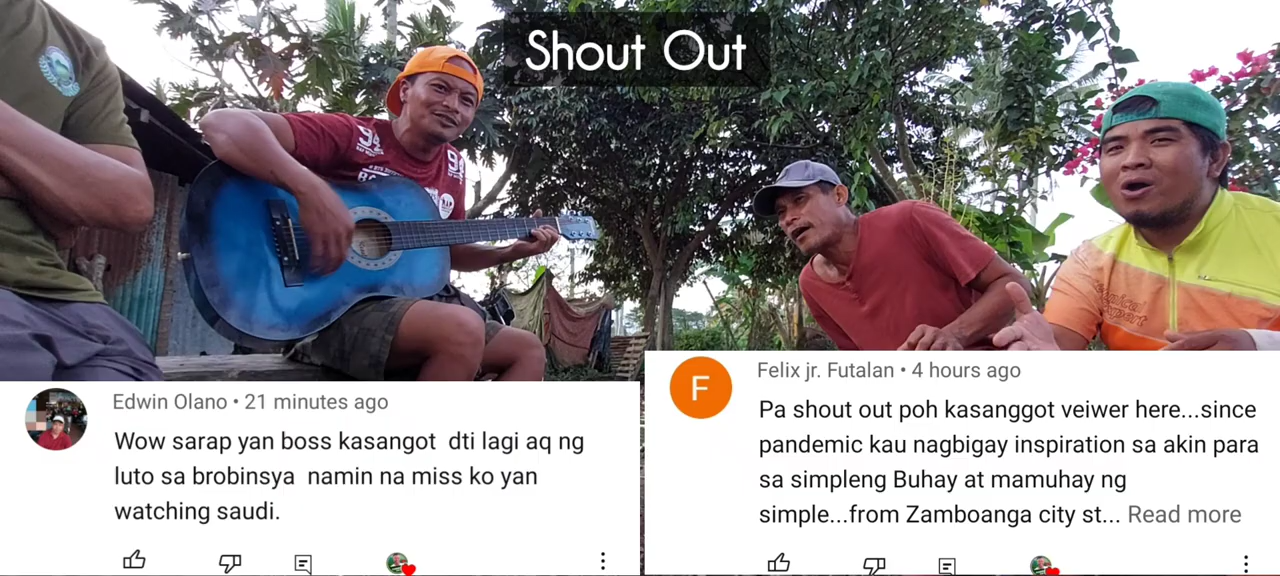 Shout Out
94
94
Edwin Olano • 21 minutes ago
Wow sarap yan boss kasangot dti lagi aq ng
luto sa brobinsya namin na miss ko yan
watching saudi.
Felix jr. Futalan • 4 hours ago
Pa shout out poh kasanggot veiwer here...since
pandemic kau nagbigay inspiration sa akin para
sa simpleng Buhay at mamuhay ng
simple...from Zamboanga city st... Read more
F